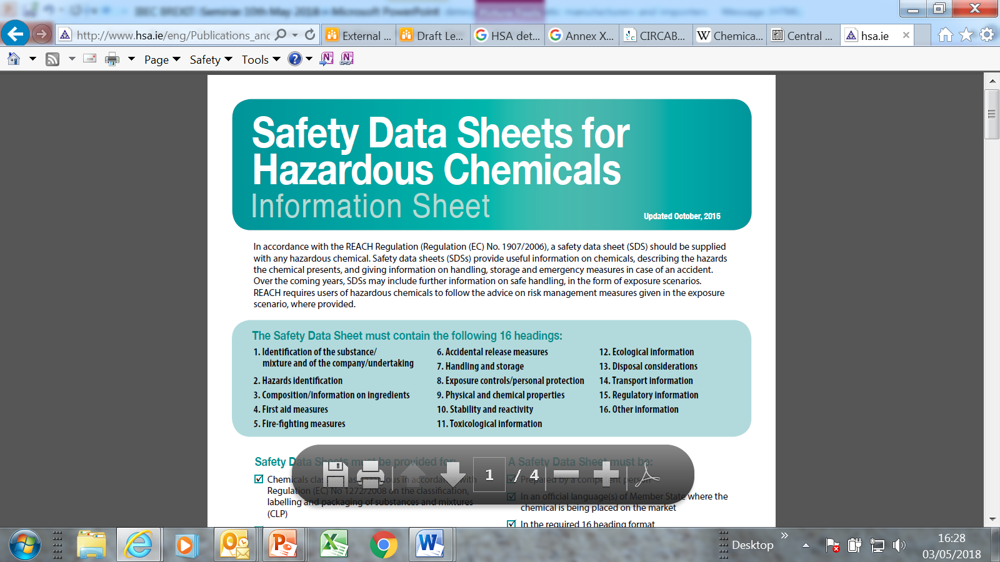 IBEC BREXIT Seminar 10th May 2018 - Microsoft PowerPoint
http://www.hsa.ie/eng/Publications_and
External ...
Draft Le...
HSA det...
Annex X...
CIRCAB...
Chemica...
Central ...
hsa.ie
Page
Safety
Tools
Safety Data Sheets for
Hazardous Chemicals
Information Sheet
Updated October, 2015
In accordance with the REACH Regulation (Regulation (EC) No. 1907/2006), a safety data sheet (SDS) should be supplied
with any hazardous chemical. Safety data sheets (SDSs) provide useful information on chemicals, describing the hazards
the chemical presents, and giving information on handling, storage and emergency measures in case of an accident.
Over the coming years, SDSs may include further information on safe handling, in the form of exposure scenarios.
REACH requires users of hazardous chemicals to follow the advice on risk management measures given in the exposure
scenario, where provided.
The Safety Data Sheet must contain the following 16 headings:
1. Identification of the substance/
mixture and of the company/undertaking
2. Hazards identification
3. Composition/information on ingredients
4. First aid measures
5. Fire-fighting measures
6. Accidental release measures
7. Handling and storage
8. Exposure controls/personal protection
9. Physical and chemical properties
10. Stability and reactivity
11. Toxicological information
12. Ecological information
13. Disposal considerations
14. Transport information
15. Regulatory information
16. Other information
Safety Data Sheets must be provided for:
Chemicals classified as hazardous in accordance with
Regulation (EC) No 1272/2008 on the classification,
labelling and packaging of substances and mixtures
(CLP)
A Safety Data Sheet must be:
Prepared by a competent person
In an official language(s) of Member State where the
chemical is being placed on the market
In the required 16 heading format
1 / 4
Desktop
16:28
03/05/2018